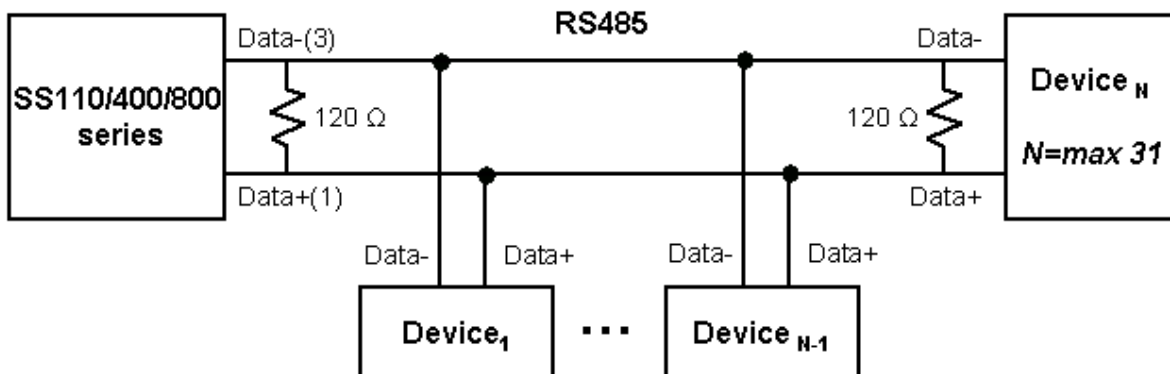 RS485
Data-(3)
Data-
SS110/400/800
series
Device N
120 Ω
120 Ω
N=max 31
Data+(1)
Data+
Data-
Data+
Data-
Data+
Device1
...
Device N-1